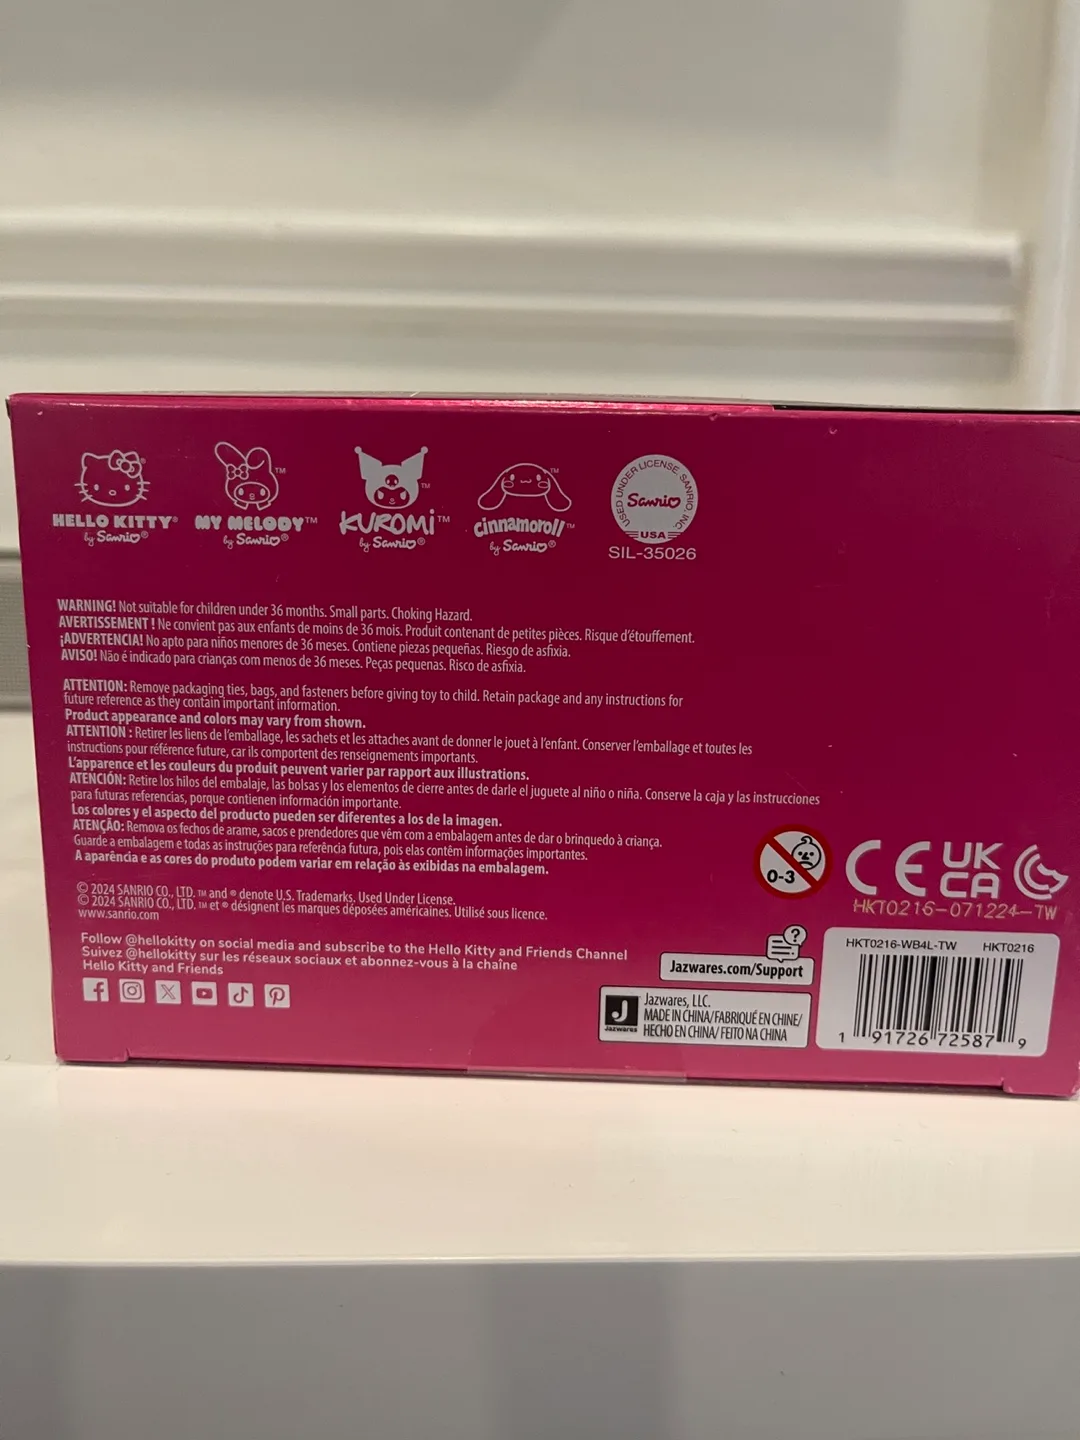 HELLO KITTY®
by Sanrio®
MY MELODY™
by Sanrio®
KUROMI™
by Sanrio®
cinnamoroll™
by Sanrio®
USED UNDER LICENSE. SANRIO, INC.
Sanrio
USA
SIL-35026
WARNING! Not suitable for children under 36 months. Small parts. Choking Hazard.
AVERTISSEMENT ! Ne convient pas aux enfants de moins de 36 mois. Produit contenant de petites pièces. Risque d'étouffement.
¡ADVERTENCIA! No apto para niños menores de 36 meses. Contiene piezas pequeñas. Riesgo de asfixia.
AVISO! Não é indicado para crianças com menos de 36 meses. Peças pequenas. Risco de asfixia.
ATTENTION: Remove packaging ties, bags, and fasteners before giving toy to child. Retain package and any instructions for
future reference as they contain important information.
Product appearance and colors may vary from shown.
ATTENTION : Retirer les liens de l'emballage, les sachets et les attaches avant de donner le jouet à l'enfant. Conserver l'emballage et toutes les
instructions pour référence future, car ils comportent des renseignements importants.
L'apparence et les couleurs du produit peuvent varier par rapport aux illustrations.
ATENCIÓN: Retire los hilos del embalaje, las bolsas y los elementos de cierre antes de darle el juguete al niño o niña. Conserve la caja y las instrucciones
para futuras referencias, porque contienen información importante.
Los colores y el aspecto del producto pueden ser diferentes a los de la imagen.
ATENÇÃO: Remova os fechos de arame, sacos e prendedores que vêm com a embalagem antes de dar o brinquedo à criança.
Guarde a embalagem e todas as instruções para referência futura, pois elas contêm informações importantes.
A aparência e as cores do produto podem variar em relação às exibidas na embalagem.
© 2024 SANRIO CO., LTD. ™ and ® denote U.S. Trademarks. Used Under License.
© 2024 SANRIO CO., LTD. ™ et ® désignent les marques déposées américaines. Utilisé sous licence.
www.sanrio.com
Follow @hellokitty on social media and subscribe to the Hello Kitty and Friends Channel
Suivez @hellokitty sur les réseaux sociaux et abonnez-vous à la chaîne
Hello Kitty and Friends
0-3
CE
UK
CA
HKT0216-071224-TW
?
Jazwares.com/Support
J
Jazwares
Jazwares, LLC.
MADE IN CHINA/FABRIQUÉ EN CHINE/
HECHO EN CHINA/ FEITO NA CHINA
HKT0216-WB4L-TW HKT0216
1 91726 72587 9